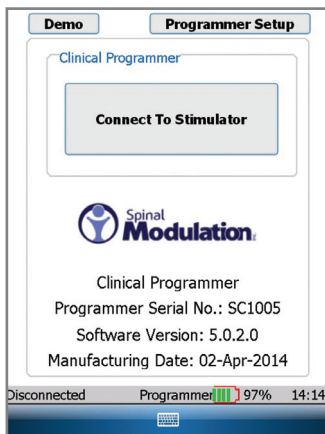 Demo Programmer Setup
Clinical Programmer
Connect To Stimulator
Spinal
Modulation
Clinical Programmer
Programmer Serial No.: SC1005
Software Version: 5.0.2.0
Manufacturing Date: 02-Apr-2014
Disconnected Programmer 97% 14:14